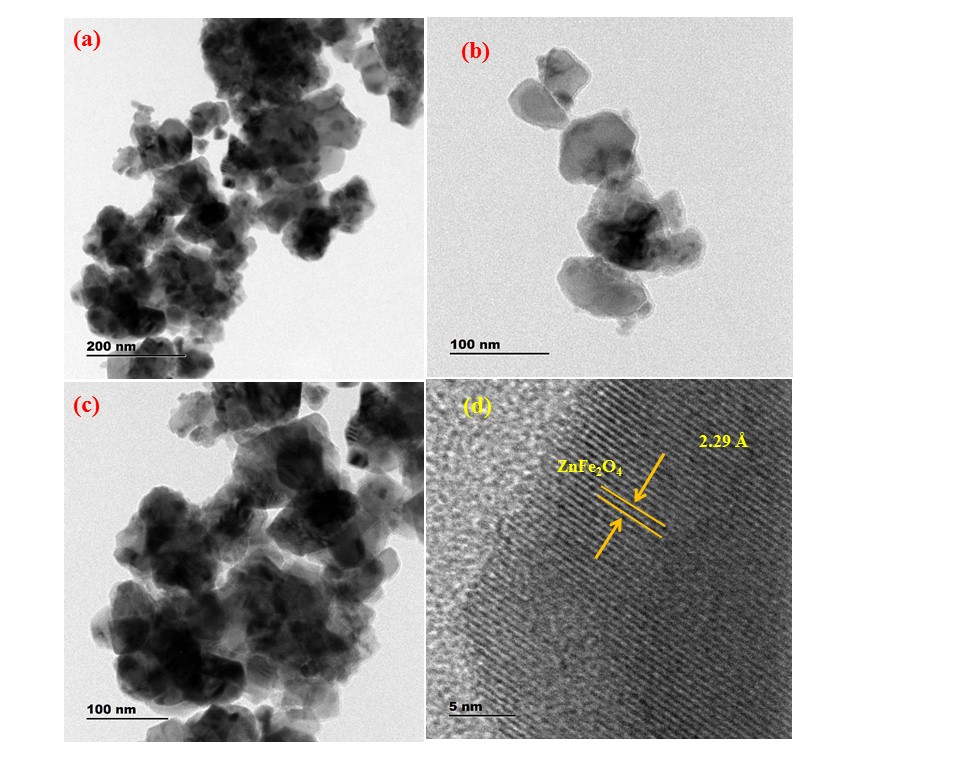 (a)
200 nm
(b)
100 nm
(c)
100 nm
(d)
2.29 Å
ZnFe₂O₄
5 nm